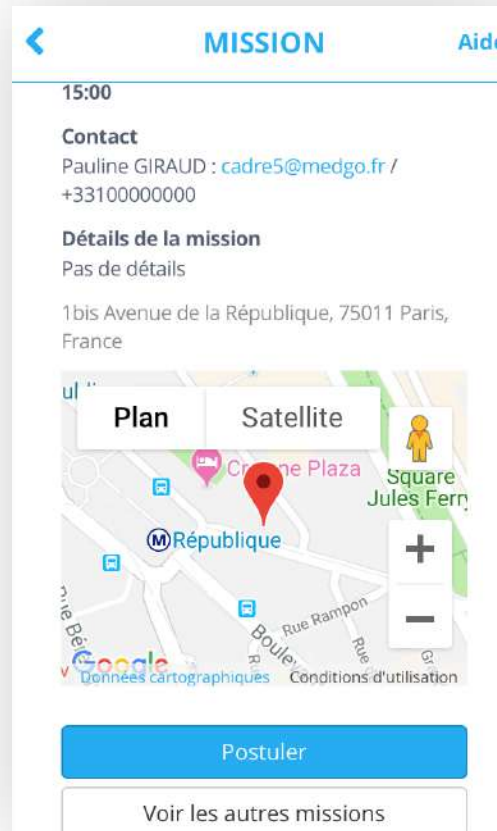 MISSION
Aide
15:00
Contact
Pauline GIRAUD : cadre5@medgo.fr /
+33100000000
Détails de la mission
Pas de détails
1bis Avenue de la République, 75011 Paris,
France
Plan
Satellite
Plaza
Square
Jules Ferry
M République
Rue Rampon
Google
Données cartographiques
Conditions d'utilisation
+
−
Postuler
Voir les autres missions